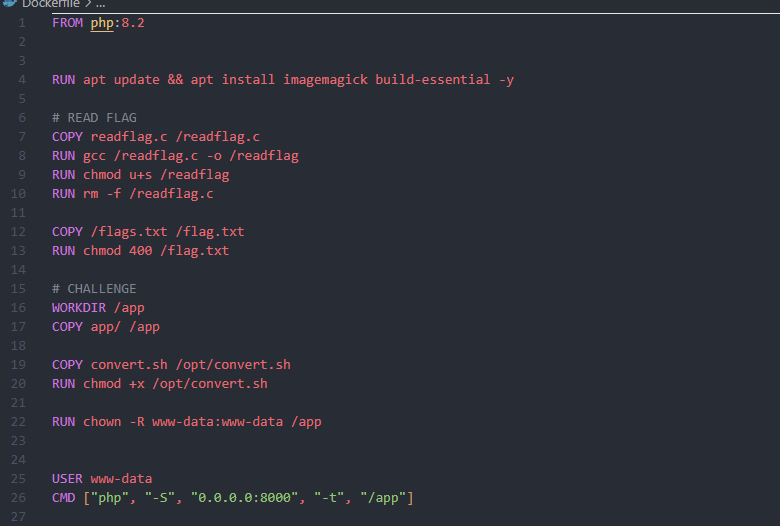 Dockerfile > ...
1 FROM php:8.2
2
3
4 RUN apt update && apt install imagemagick build-essential -y
5
6 # READ FLAG
7 COPY readflag.c /readflag.c
8 RUN gcc /readflag.c -o /readflag
9 RUN chmod u+s /readflag
10 RUN rm -f /readflag.c
11
12 COPY /flags.txt /flag.txt
13 RUN chmod 400 /flag.txt
14
15 # CHALLENGE
16 WORKDIR /app
17 COPY app/ /app
18
19 COPY convert.sh /opt/convert.sh
20 RUN chmod +x /opt/convert.sh
21
22 RUN chown -R www-data:www-data /app
23
24
25 USER www-data
26 CMD ["php", "-S", "0.0.0.0:8000", "-t", "/app"]
27